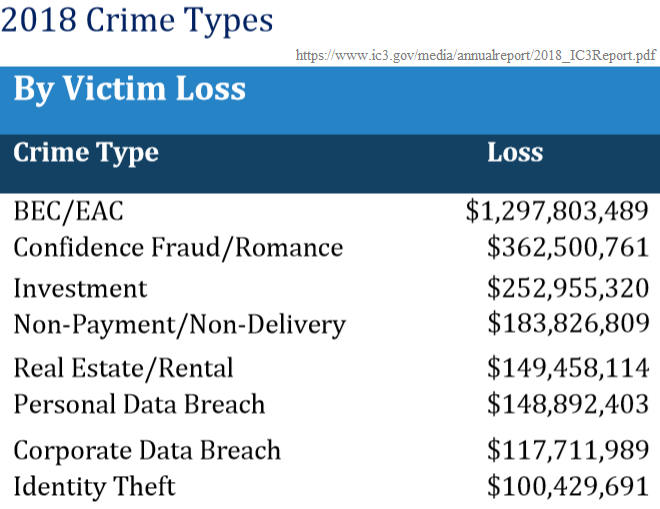 2018 Crime Types
https://www.ic3.gov/media/annualreport/2018_IC3Report.pdf
By Victim Loss
Crime Type Loss
BEC/EAC $1,297,803,489
Confidence Fraud/Romance $362,500,761
Investment $252,955,320
Non-Payment/Non-Delivery $183,826,809
Real Estate/Rental $149,458,114
Personal Data Breach $148,892,403
Corporate Data Breach $117,711,989
Identity Theft $100,429,691